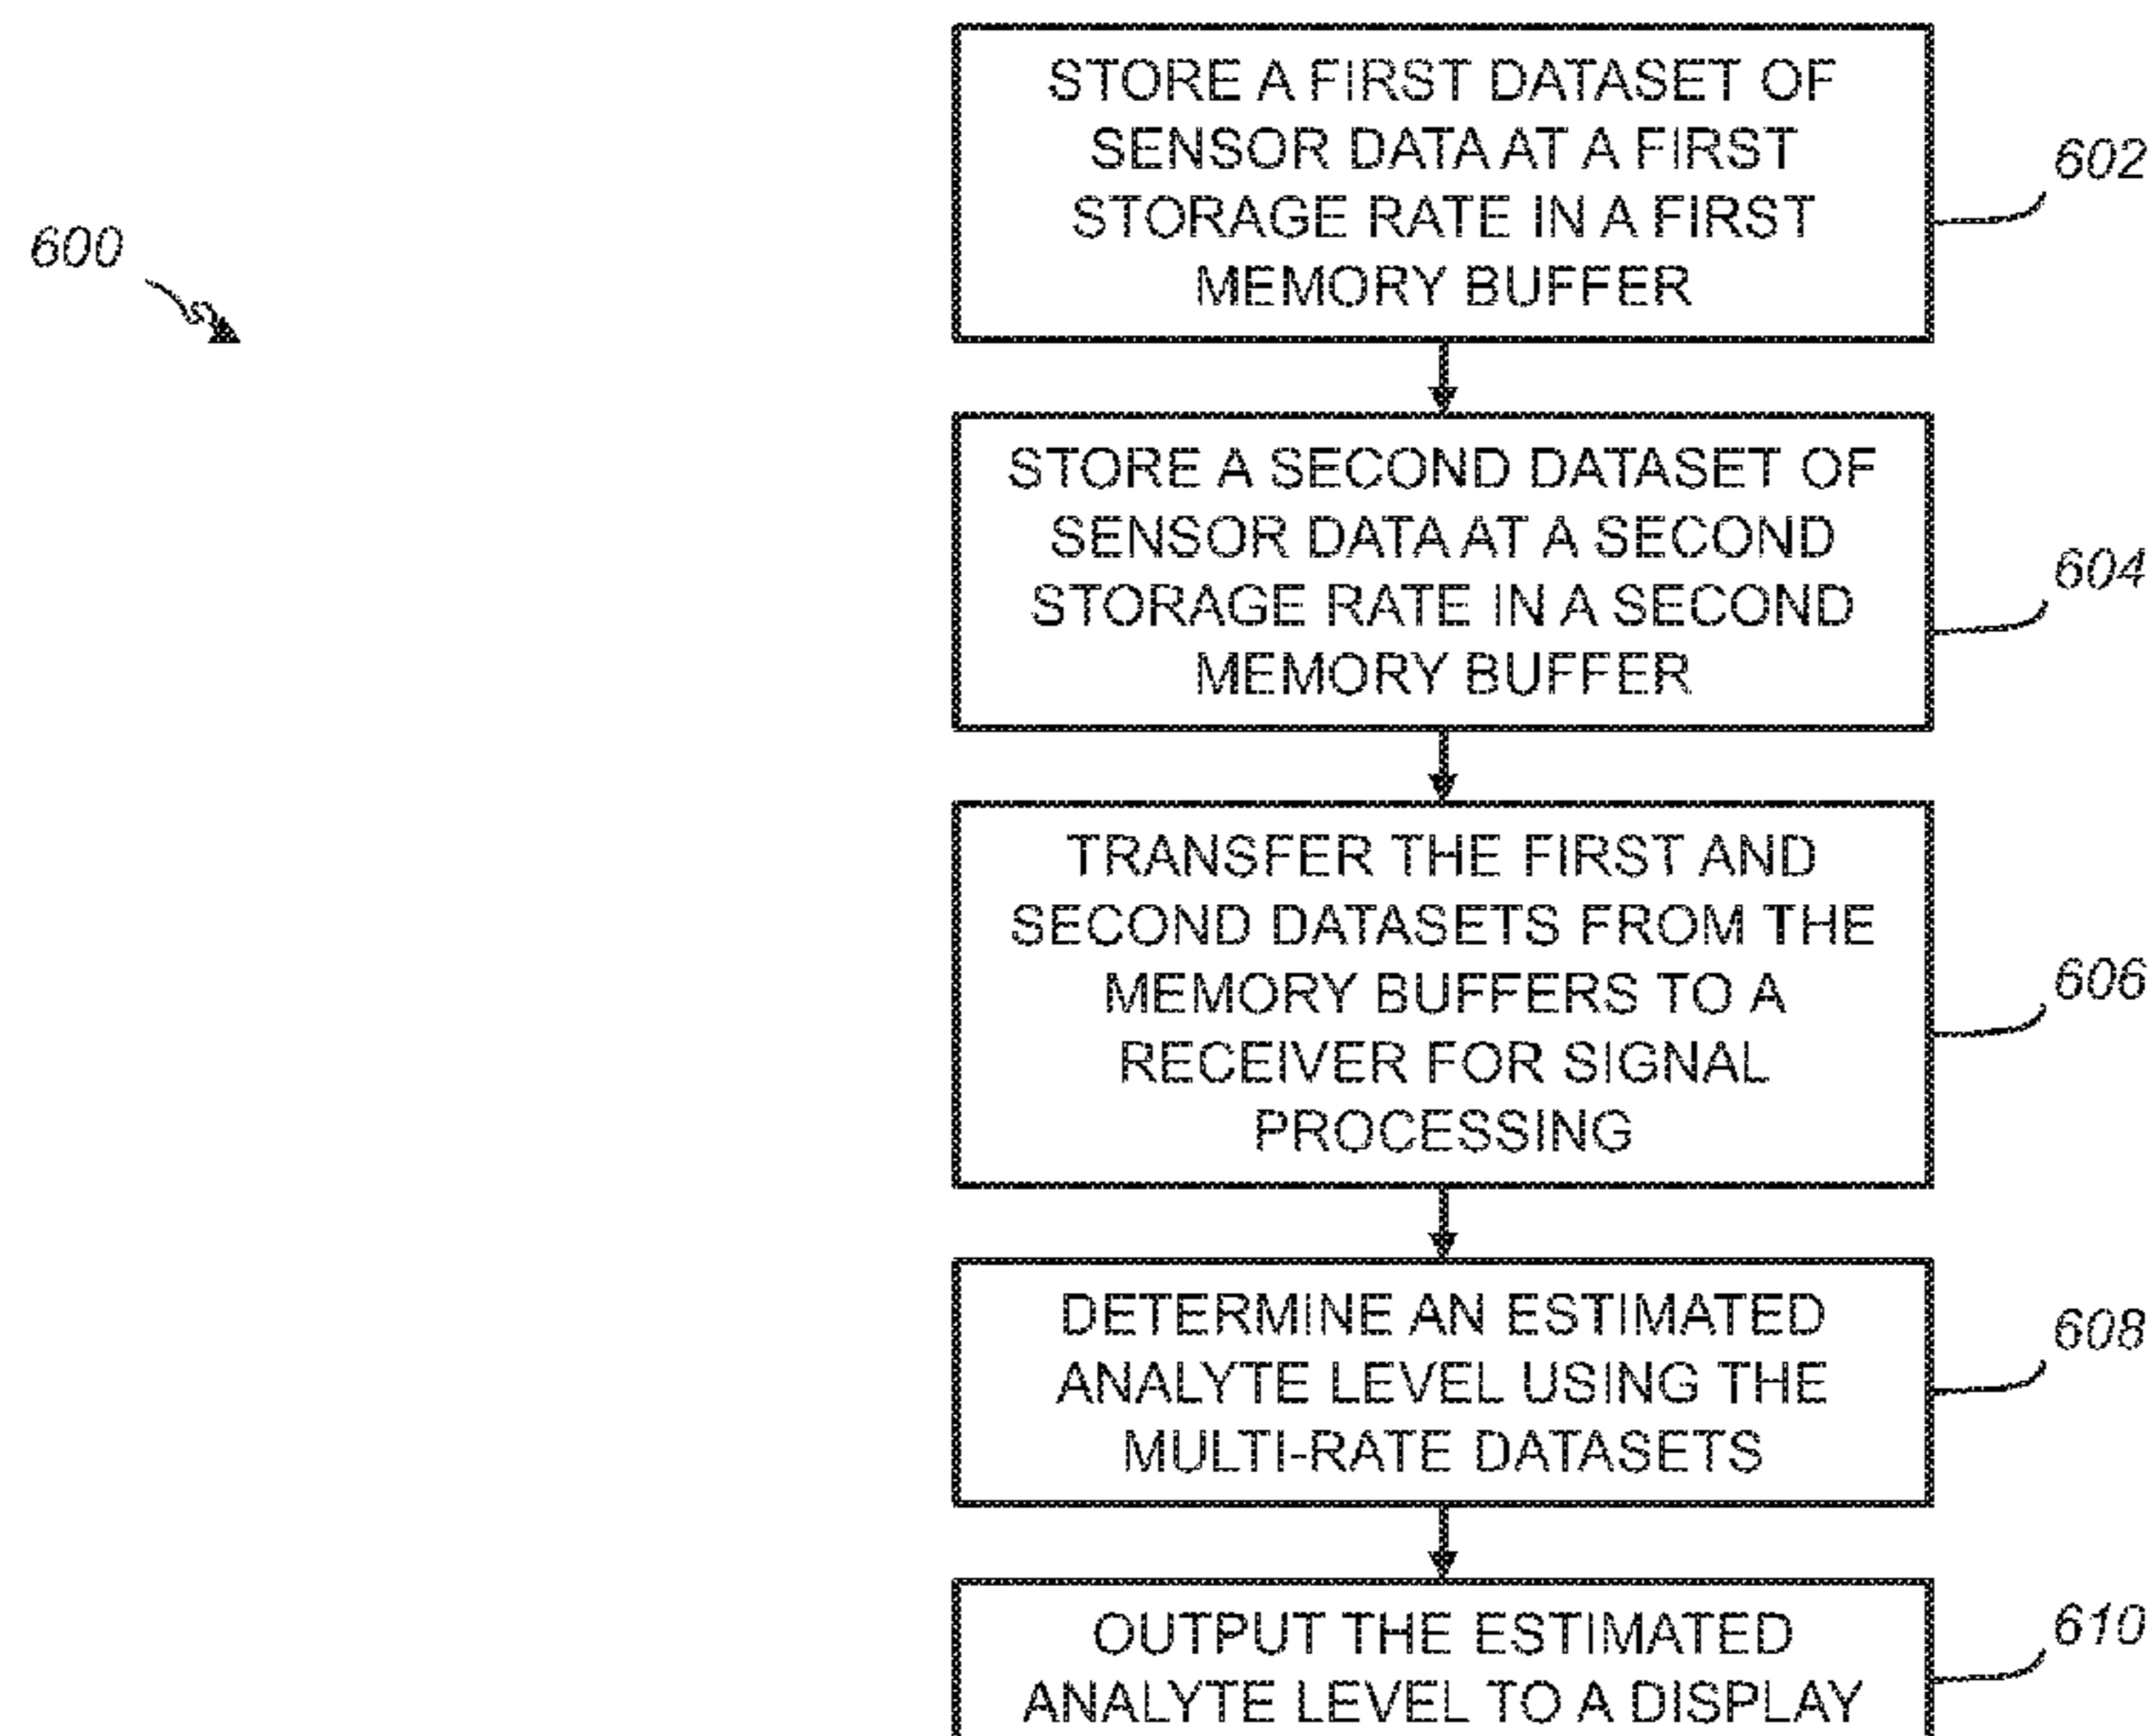 600
STORE A FIRST DATASET OF
SENSOR DATA AT A FIRST
STORAGE RATE IN A FIRST
MEMORY BUFFER
602
STORE A SECOND DATASET OF
SENSOR DATA AT A SECOND
STORAGE RATE IN A SECOND
MEMORY BUFFER
604
TRANSFER THE FIRST AND
SECOND DATASETS FROM THE
MEMORY BUFFERS TO A
RECEIVER FOR SIGNAL
PROCESSING
606
DETERMINE AN ESTIMATED
ANALYTE LEVEL USING THE
MULTI-RATE DATASETS
608
OUTPUT THE ESTIMATED
ANALYTE LEVEL TO A DISPLAY
610